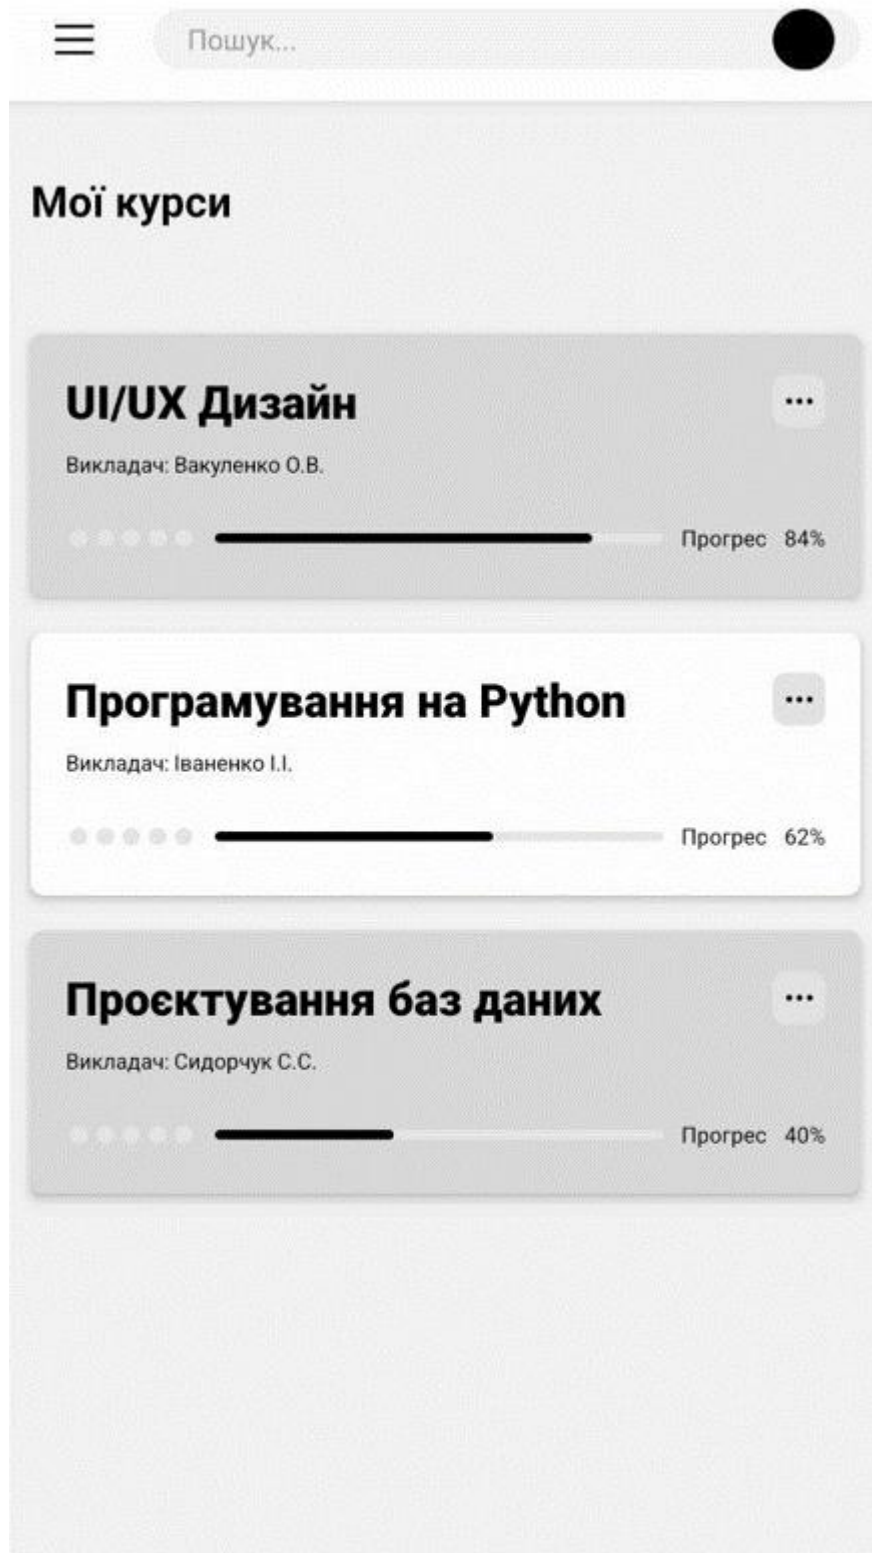 Пошук...
Мої курси
UI/UX Дизайн
Викладач: Вакуленко О.В.
Прогрес 84%
Програмування на Python
Викладач: Іваненко І.І.
Прогрес 62%
Проєктування баз даних
Викладач: Сидорчук С.С.
Прогрес 40%